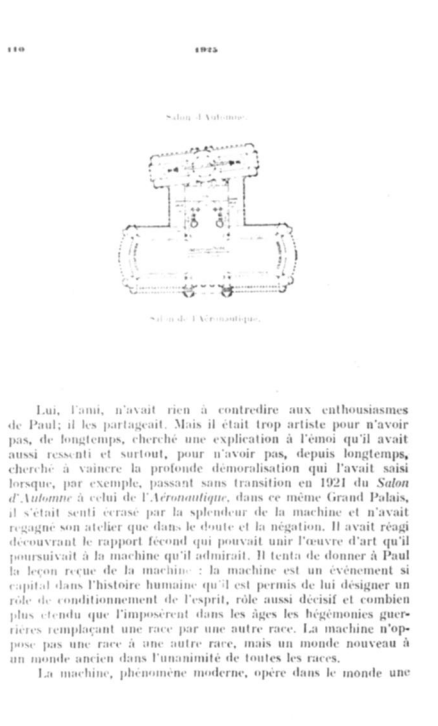 110
1925
Salon d'Automne.
Salon de l'Aéronautique.
Lui, l'ami, n'avait rien à contredire aux enthousiasmes
de Paul; il les partageait. Mais il était trop artiste pour n'avoir
pas, de longtemps, cherché une explication à l'émoi qu'il avait
aussi ressenti et surtout, pour n'avoir pas, depuis longtemps,
cherché à vaincre la profonde démoralisation qui l'avait saisi
lorsque, par exemple, passant sans transition en 1921 du Salon
d'Automne à celui de l'Aéronautique, dans ce même Grand Palais,
il s'était senti écrasé par la splendeur de la machine et n'avait
regagné son atelier que dans le doute et la négation. Il avait réagi
découvrant le rapport fécond qui pouvait unir l'œuvre d'art qu'il
poursuivait à la machine qu'il admirait. Il tenta de donner à Paul
la leçon reçue de la machine : la machine est un événement si
capital dans l'histoire humaine qu'il est permis de lui désigner un
rôle de conditionnement de l'esprit, rôle aussi décisif et combien
plus étendu que l'imposèrent dans les âges les hégémonies guer-
rières remplaçant une race par une autre race. La machine n'op-
pose pas une race à une autre race, mais un monde nouveau à
un monde ancien dans l'unanimité de toutes les races.
La machine, phénomène moderne, opère dans le monde une